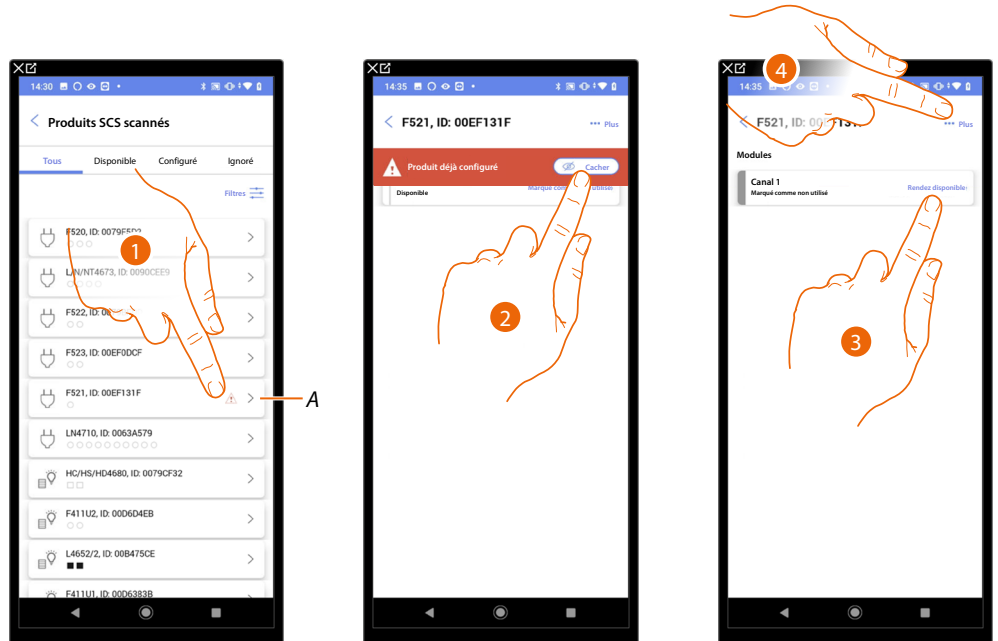 14:30
Produits SCS scannés
Tous Disponible Configuré Ignoré
Filtres
F520, ID: 0079F5D2
1
L/N/NT4673, ID: 0090CEE9
F522, ID: 00
F523, ID: 00EF0DCF
F521, ID: 00EF131F
A
LN4710, ID: 0063A579
HC/HS/HD4680, ID: 0079CF32
F411U2, ID: 00D6D4EB
L4652/2, ID: 00B475CE
F411U1, ID: 00D6383B
14:35
F521, ID: 00EF131F
Plus
Produit déjà configuré
Cacher
Disponible
Marque
2
4
14:35
F521, ID:
Plus
Modules
Canal 1
Marqué comme non utilisé
Rendez disponible
3